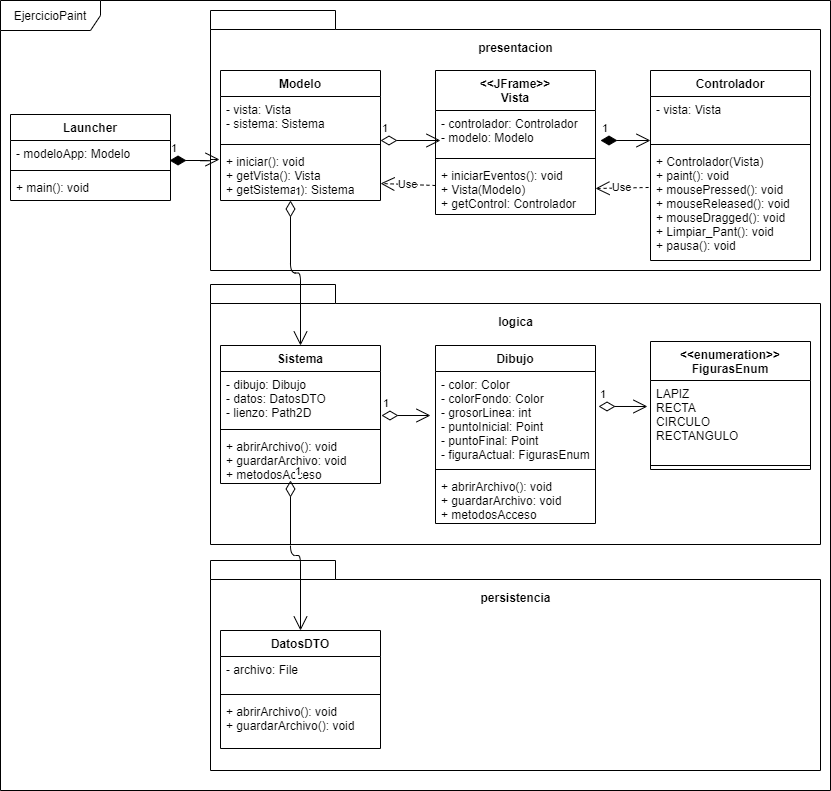 EjercicioPaint
presentacion
Launcher
- modeloApp: Modelo
+ main(): void
1
Modelo
- vista: Vista
- sistema: Sistema
+ iniciar(): void
+ getVista(): Vista
+ getSistema(): Sistema
1
1
<<JFrame>>
Vista
- controlador: Controlador
- modelo: Modelo
+ iniciarEventos(): void
+ Vista(Modelo)
+ getControl: Controlador
Use
1
Controlador
- vista: Vista
+ Controlador(Vista)
+ paint(): void
+ mousePressed(): void
+ mouseReleased(): void
+ mouseDragged(): void
+ Limpiar_Pant(): void
+ pausa(): void
Use
logica
Sistema
- dibujo: Dibujo
- datos: DatosDTO
- lienzo: Path2D
+ abrirArchivo(): void
+ guardarArchivo: void
+ metodosAcceso
1
1
Dibujo
- color: Color
- colorFondo: Color
- grosorLinea: int
- puntoInicial: Point
- puntoFinal: Point
- figuraActual: FigurasEnum
+ abrirArchivo(): void
+ guardarArchivo: void
+ metodosAcceso
1
<<enumeration>>
FigurasEnum
LAPIZ
RECTA
CIRCULO
RECTANGULO
persistencia
DatosDTO
- archivo: File
+ abrirArchivo(): void
+ guardarArchivo(): void